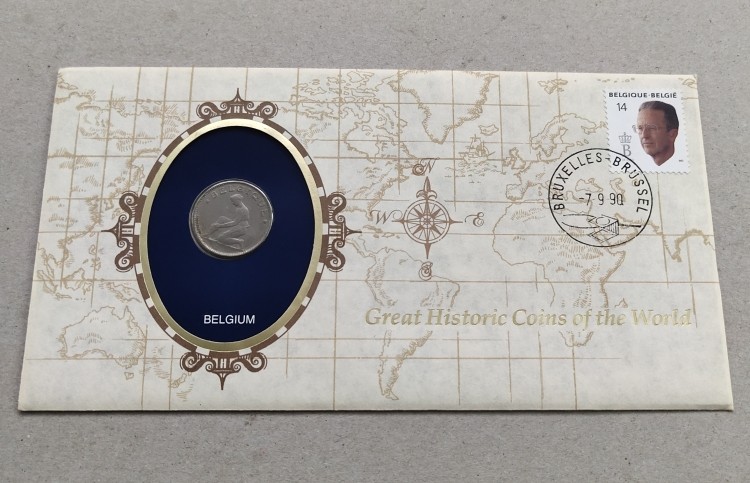 BELGIQUE-BELGIË
14
B
BRUXELLES-BRUSSEL
-7.9.90
N
W
E
S
BELGIUM
Great Historic Coins of the World